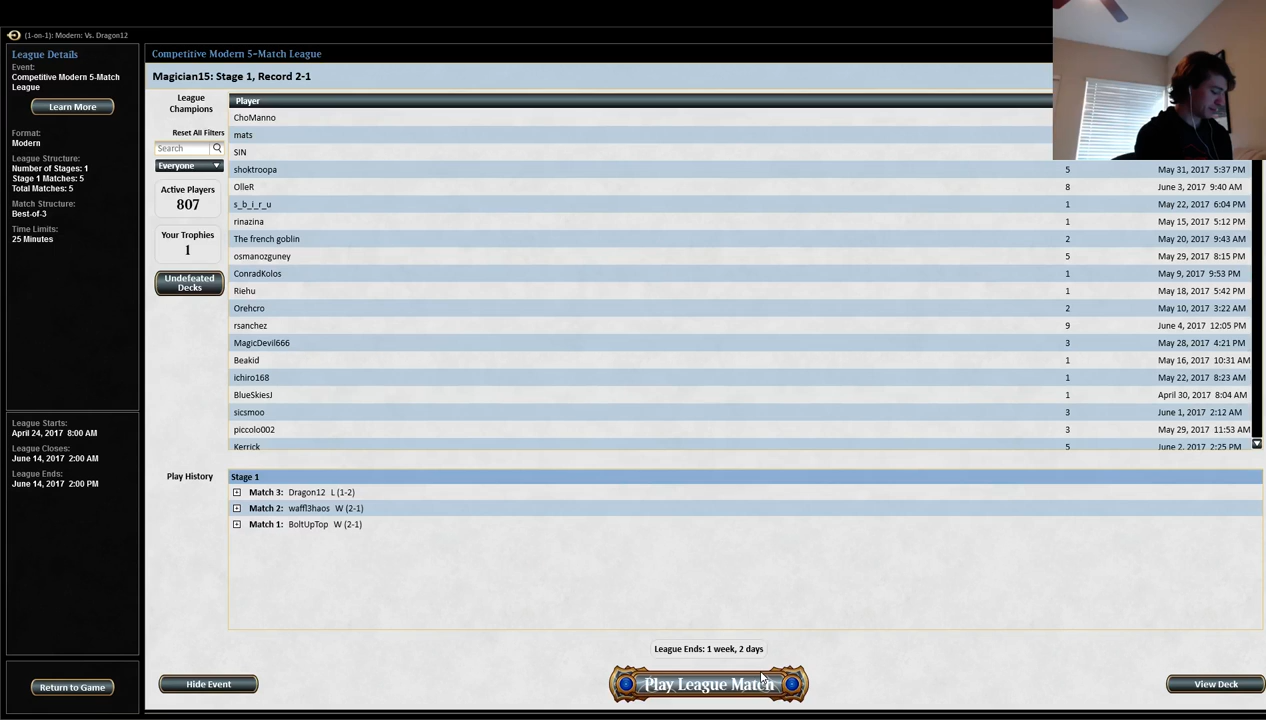 (1-on-1): Modern: Vs. Dragon12
League Details
Event:
Competitive Modern 5-Match
League
Learn More
Format:
Modern
League Structure:
Number of Stages: 1
Stage 1 Matches: 5
Total Matches: 5
Match Structure:
Best-of-3
Time Limits:
25 Minutes
League Starts:
April 24, 2017 8:00 AM
League Closes:
June 14, 2017 2:00 AM
League Ends:
June 14, 2017 2:00 PM
Return to Game
Competitive Modern 5-Match League
Magician15: Stage 1, Record 2-1
League
Champions
Reset All Filters
Search
Everyone
Active Players
807
Your Trophies
1
Undefeated
Decks
Player
ChoManno
mats
SIN
shoktroopa 5 May 31, 2017 5:37 PM
OlleR 8 June 3, 2017 9:40 AM
s_b_i_r_u 1 May 22, 2017 6:04 PM
rinazina 1 May 15, 2017 5:12 PM
The french goblin 2 May 20, 2017 9:43 AM
osmanozguney 5 May 29, 2017 8:15 PM
ConradKolos 1 May 9, 2017 9:53 PM
Riehu 1 May 18, 2017 5:42 PM
Orehcro 2 May 10, 2017 3:22 AM
rsanchez 9 June 4, 2017 12:05 PM
MagicDevil666 3 May 28, 2017 4:21 PM
Beakid 1 May 16, 2017 10:31 AM
ichiro168 1 May 22, 2017 8:23 AM
BlueSkiesJ 1 April 30, 2017 8:04 AM
sicsmoo 3 June 1, 2017 2:12 AM
piccolo002 3 May 29, 2017 11:53 AM
Kerrick 5 June 2, 2017 2:25 PM
Play History
Stage 1
Match 3: Dragon12 L (1-2)
Match 2: waffl3haos W (2-1)
Match 1: BoltUpTop W (2-1)
League Ends: 1 week, 2 days
Hide Event
Play League Match
View Deck